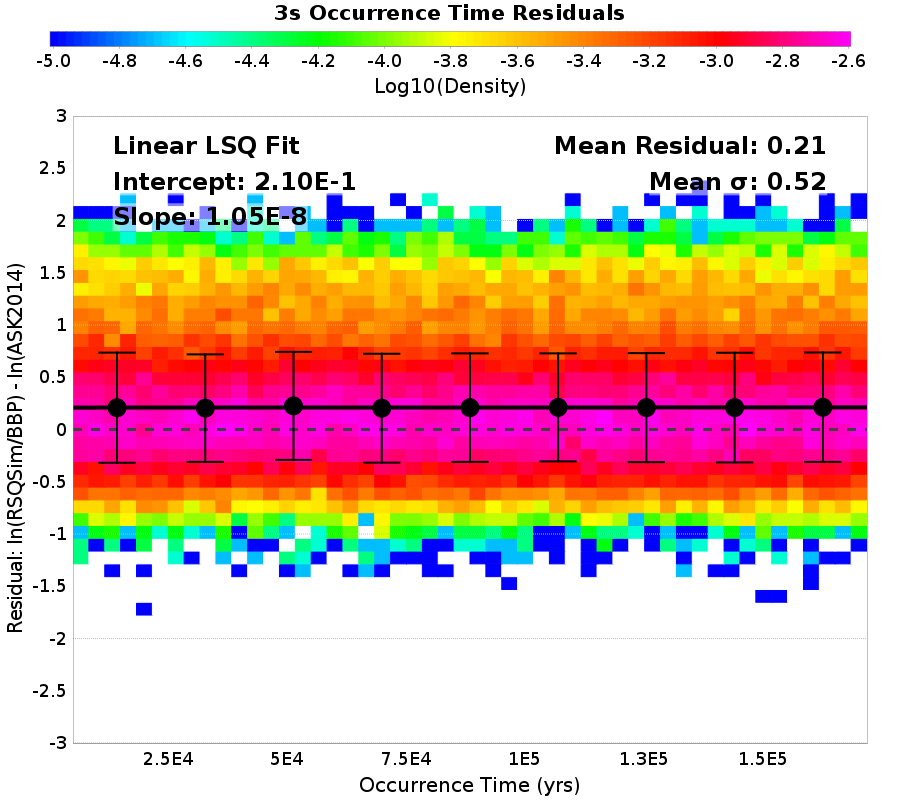 3s Occurrence Time Residuals
-5.0 -4.8 -4.6 -4.4 -4.2 -4.0 -3.8 -3.6 -3.4 -3.2 -3.0 -2.8 -2.6
Log10(Density)
Linear LSQ Fit
Intercept: 2.10E-1
Slope: 1.05E-8
Mean Residual: 0.21
Mean σ: 0.52
Residual: ln(RSQSim/BBP) - ln(ASK2014)
3
2.5
2
1.5
1
0.5
0
-0.5
-1
-1.5
-2
-2.5
-3
2.5E4 5E4 7.5E4 1E5 1.3E5 1.5E5
Occurrence Time (yrs)